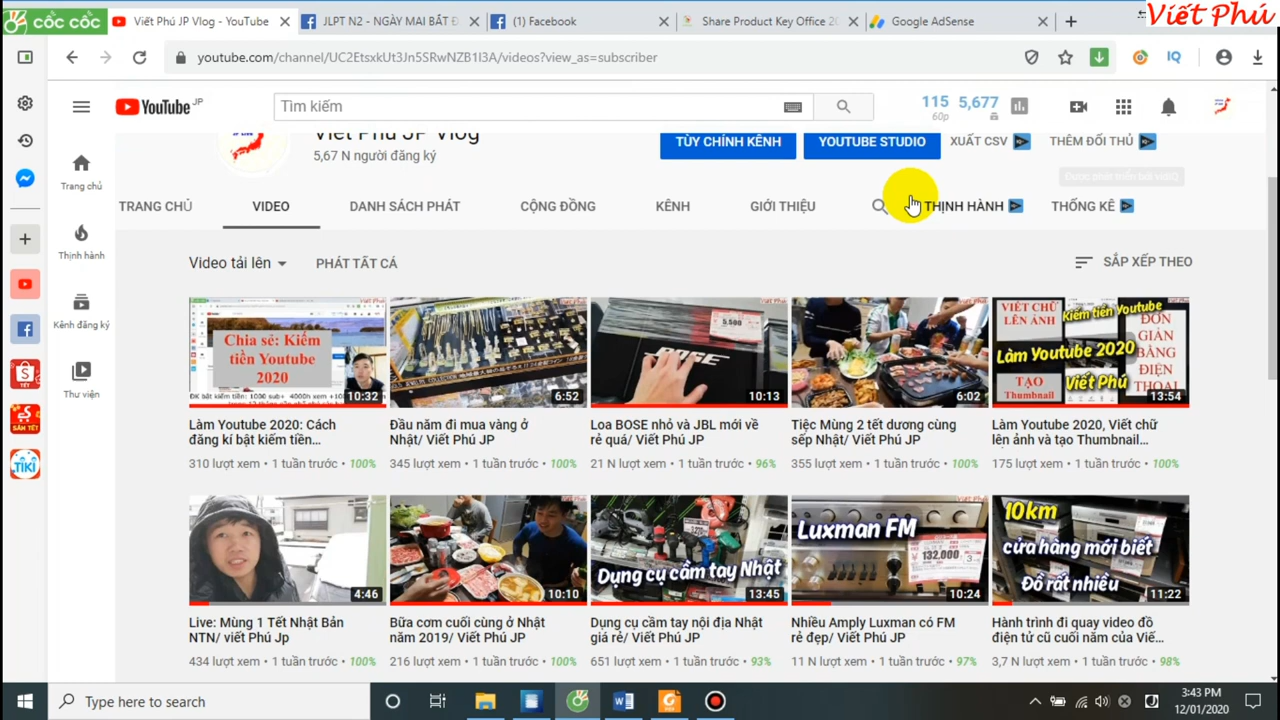 CỐC CỐC
Viết Phú JP Vlog - YouTube
JLPT N2 - NGÀY MAI BẮT Đ
(1) Facebook
Share Product Key Office 20
Google AdSense
Viết Phú
youtube.com/channel/UC2EtsxkUt3Jn5SRwNZB1I3A/videos?view_as=subscriber
IQ
YouTube JP
Tìm kiếm
115 5,677
60p
Viết Phú JP Vlog
5,67 N người đăng ký
TÙY CHỈNH KÊNH
YOUTUBE STUDIO
XUẤT CSV
THÊM ĐỐI THỦ
Được phát triển bởi vidIQ
TRANG CHỦ
VIDEO
DANH SÁCH PHÁT
CỘNG ĐỒNG
KÊNH
GIỚI THIỆU
THỊNH HÀNH
THỐNG KÊ
Trang chủ
Thịnh hành
Kênh đăng ký
Thư viện
TẾT
SĂN TẾT
TIKI
Video tải lên
PHÁT TẤT CẢ
SẮP XẾP THEO
Chia sẻ: Kiếm
tiền Youtube
2020
10:32
Làm Youtube 2020: Cách
đăng kí bật kiếm tiền...
310 lượt xem • 1 tuần trước • 100%
6:52
Đầu năm đi mua vàng ở
Nhật/ Viết Phú JP
345 lượt xem • 1 tuần trước • 100%
5,598
BOSE
10:13
Loa BOSE nhỏ và JBL mới về
rẻ quá/ Viết Phú JP
21 N lượt xem • 1 tuần trước • 96%
6:02
Tiệc Mùng 2 tết dương cùng
sếp Nhật/ Viết Phú JP
355 lượt xem • 1 tuần trước • 100%
VIẾT CHỮ
LÊN ẢNH
Kiếm tiền Youtube
Làm Youtube 2020
Viết Phú
TẠO
Thumbnail
ĐƠN
GIẢN
BẰNG
ĐIỆN
THOẠI
13:54
Làm Youtube 2020, Viết chữ
lên ảnh và tạo Thumbnail...
175 lượt xem • 1 tuần trước • 100%
4:46
Live: Mùng 1 Tết Nhật Bản
NTN/ viết Phú Jp
434 lượt xem • 1 tuần trước • 100%
10:10
Bữa cơm cuối cùng ở Nhật
năm 2019/ Viết Phú JP
216 lượt xem • 1 tuần trước • 100%
Dụng cụ cầm tay Nhật
13:45
Dụng cụ cầm tay nội địa Nhật
giá rẻ/ Viết Phú JP
651 lượt xem • 1 tuần trước • 93%
Luxman FM
132,000
10:24
Nhiều Amply Luxman có FM
rẻ đẹp/ Viết Phú JP
11 N lượt xem • 1 tuần trước • 97%
10km
cửa hàng mới biết
Đồ rất nhiều
11:22
Hành trình đi quay video đồ
điện tử cũ cuối năm của Viế...
3,7 N lượt xem • 1 tuần trước • 98%
Type here to search
3:43 PM
12/01/2020